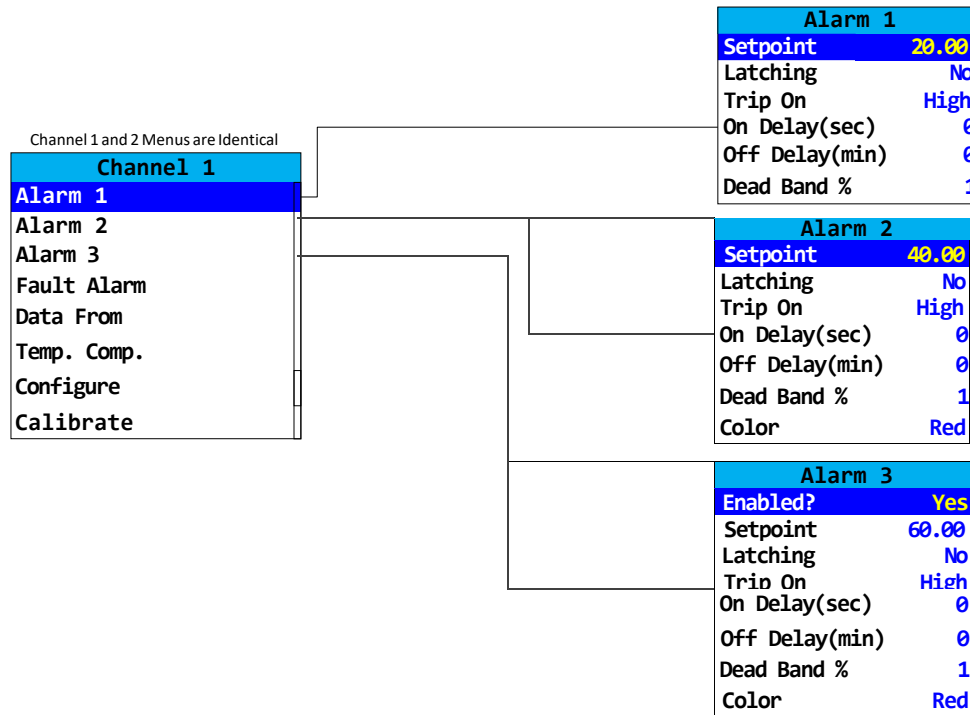 Channel 1 and 2 Menus are Identical
Channel 1
Alarm 1
Alarm 2
Alarm 3
Fault Alarm
Data From
Temp. Comp.
Configure
Calibrate
Alarm 1
Setpoint 20.00
Latching No
Trip On High
On Delay(sec) 0
Off Delay(min) 0
Dead Band % 1
Alarm 2
Setpoint 40.00
Latching No
Trip On High
On Delay(sec) 0
Off Delay(min) 0
Dead Band % 1
Color Red
Alarm 3
Enabled? Yes
Setpoint 60.00
Latching No
Trip On High
On Delay(sec) 0
Off Delay(min) 0
Dead Band % 1
Color Red